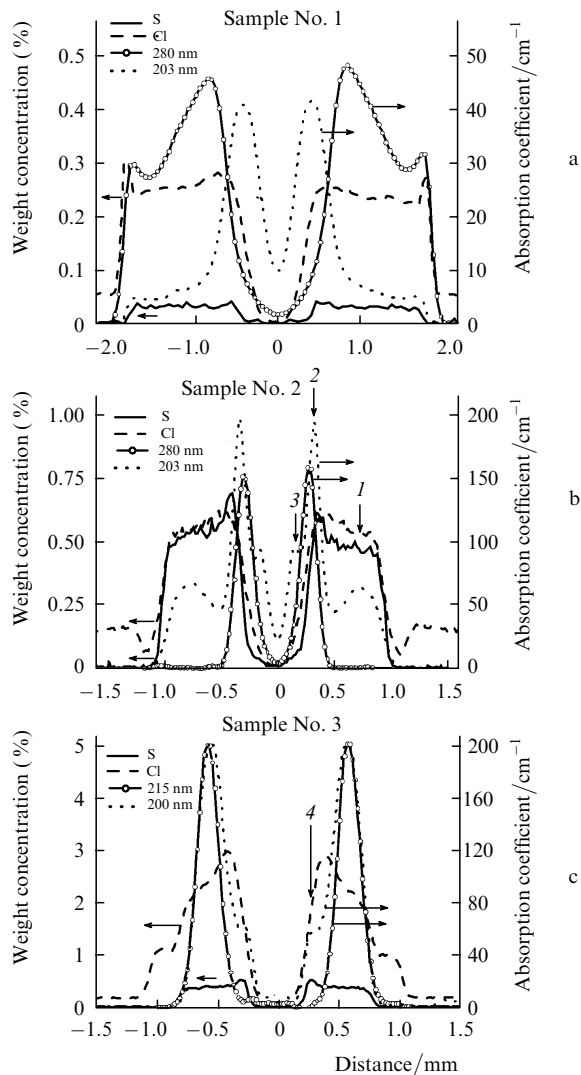 Sample No. 1
Weight concentration (%)
Absorption coefficient/cm⁻¹
S
Cl
280 nm
203 nm
0.5
0.4
0.3
0.2
0.1
0
50
40
30
20
10
0
−2.0 −1.0 0 1.0 2.0
a
Sample No. 2
Weight concentration (%)
Absorption coefficient/cm⁻¹
S
Cl
280 nm
203 nm
1.00
0.75
0.50
0.25
0
200
150
100
50
0
2
3
1
−1.5 −1.0 −0.5 0 0.5 1.0 1.5
b
Sample No. 3
Weight concentration (%)
Absorption coefficient/cm⁻¹
S
Cl
215 nm
200 nm
5
4
3
2
1
0
200
160
120
80
40
0
4
−1.5 −1.0 −0.5 0 0.5 1.0 1.5
c
Distance/mm